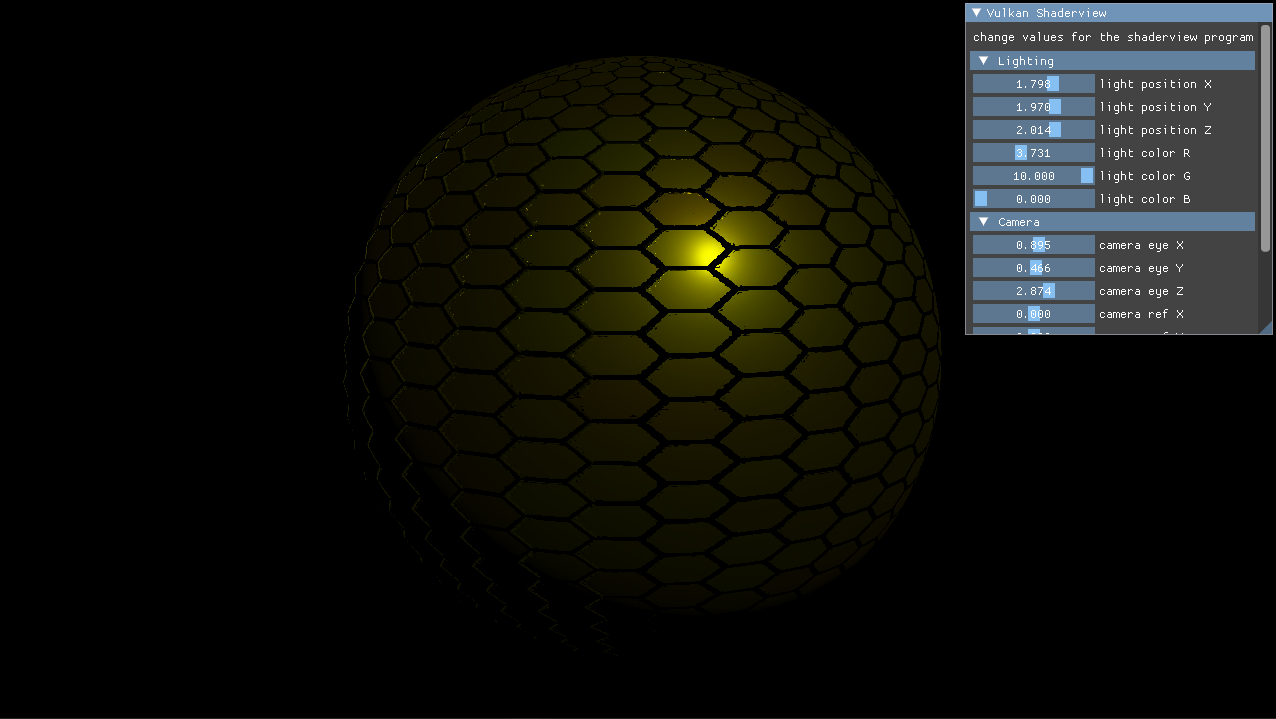 Vulkan Shaderview
change values for the shaderview program
Lighting
1.798 light position X
1.970 light position Y
2.014 light position Z
3.731 light color R
10.000 light color G
0.000 light color B
Camera
0.895 camera eye X
0.466 camera eye Y
2.874 camera eye Z
0.000 camera ref X